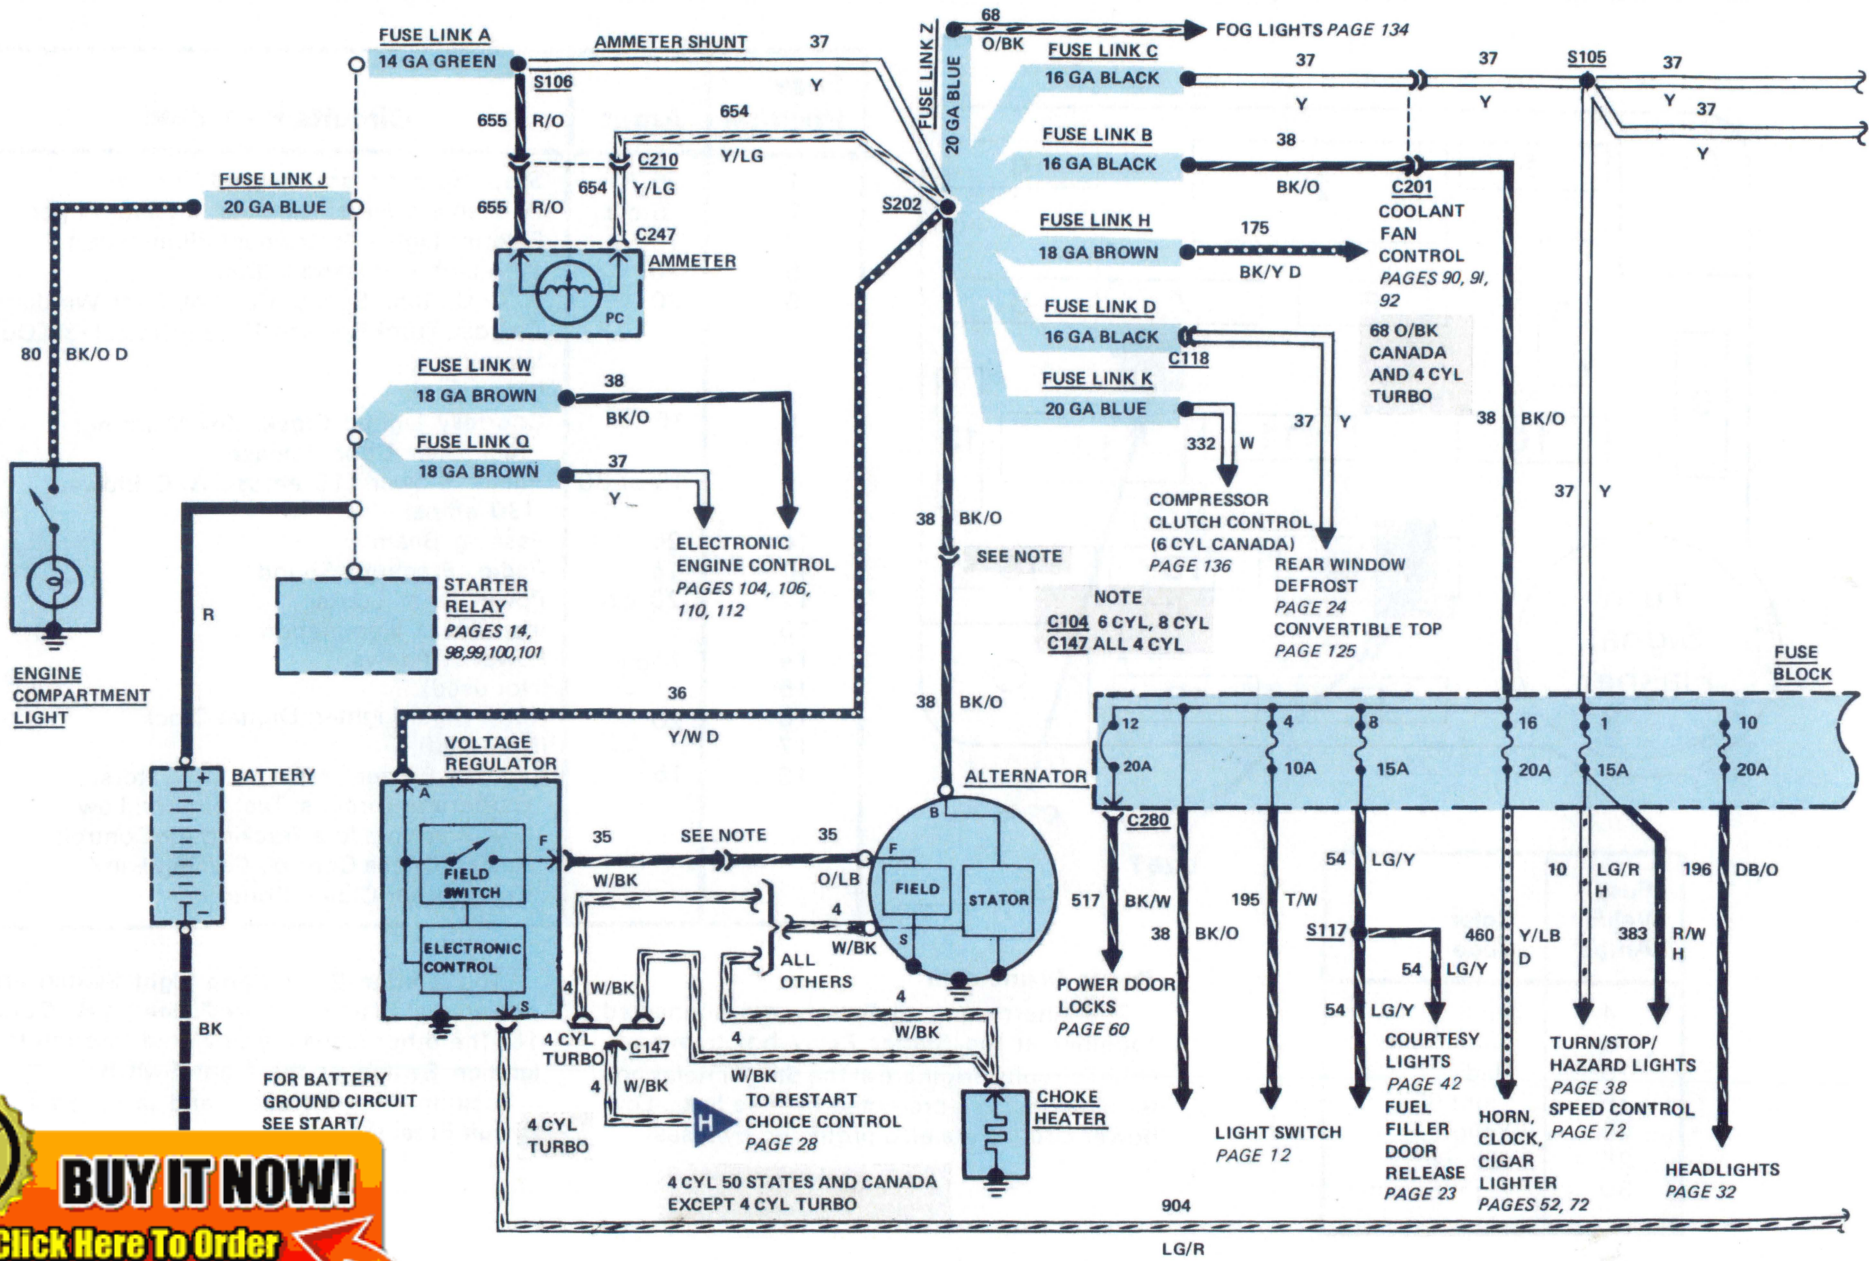 FUSE LINK A
14 GA GREEN
S106
AMMETER SHUNT
37
Y
655
R/O
654
Y/LG
C210
654
Y/LG
655
R/O
C247
AMMETER
PC
FUSE LINK J
20 GA BLUE
80
BK/O D
ENGINE
COMPARTMENT
LIGHT
FUSE LINK W
18 GA BROWN
38
BK/O
FUSE LINK Q
18 GA BROWN
37
Y
ELECTRONIC
ENGINE CONTROL
PAGES 104, 106,
110, 112
STARTER
RELAY
PAGES 14,
98,99,100,101
R
BATTERY
+
-
BK
FOR BATTERY
GROUND CIRCUIT
SEE START/
S202
FUSE LINK Z
20 GA BLUE
68
O/BK
FOG LIGHTS PAGE 134
FUSE LINK C
16 GA BLACK
37
Y
37
Y
S105
37
Y
37
Y
FUSE LINK B
16 GA BLACK
38
BK/O
C201
FUSE LINK H
18 GA BROWN
175
BK/Y D
COOLANT
FAN
CONTROL
PAGES 90, 91,
92
68 O/BK
CANADA
AND 4 CYL
TURBO
FUSE LINK D
16 GA BLACK
C118
37
Y
FUSE LINK K
20 GA BLUE
332
W
COMPRESSOR
CLUTCH CONTROL
(6 CYL CANADA)
PAGE 136
REAR WINDOW
DEFROST
PAGE 24
CONVERTIBLE TOP
PAGE 125
38
BK/O
37
Y
38
BK/O
SEE NOTE
NOTE
C104 6 CYL, 8 CYL
C147 ALL 4 CYL
38
BK/O
36
Y/W D
VOLTAGE
REGULATOR
A
FIELD
SWITCH
F
ELECTRONIC
CONTROL
S
35
W/BK
SEE NOTE
35
O/LB
ALTERNATOR
B
F
FIELD
STATOR
S
4
W/BK
ALL
OTHERS
4
W/BK
4
W/BK
4 CYL
TURBO
C147
4
W/BK
4
W/BK
TO RESTART
CHOICE CONTROL
PAGE 28
H
CHOKE
HEATER
4 CYL
TURBO
4 CYL 50 STATES AND CANADA
EXCEPT 4 CYL TURBO
904
LG/R
FUSE
BLOCK
12
20A
4
10A
8
15A
16
20A
1
15A
10
20A
C280
517
BK/W
POWER DOOR
LOCKS
PAGE 60
38
BK/O
195
T/W
LIGHT SWITCH
PAGE 12
54
LG/Y
S117
54
LG/Y
54
LG/Y
COURTESY
LIGHTS
PAGE 42
FUEL
FILLER
DOOR
RELEASE
PAGE 23
460
Y/LB
D
HORN,
CLOCK,
CIGAR
LIGHTER
PAGES 52, 72
10
LG/R
H
383
R/W
H
TURN/STOP/
HAZARD LIGHTS
PAGE 38
SPEED CONTROL
PAGE 72
196
DB/O
HEADLIGHTS
PAGE 32
BUY IT NOW!
Click Here To Order